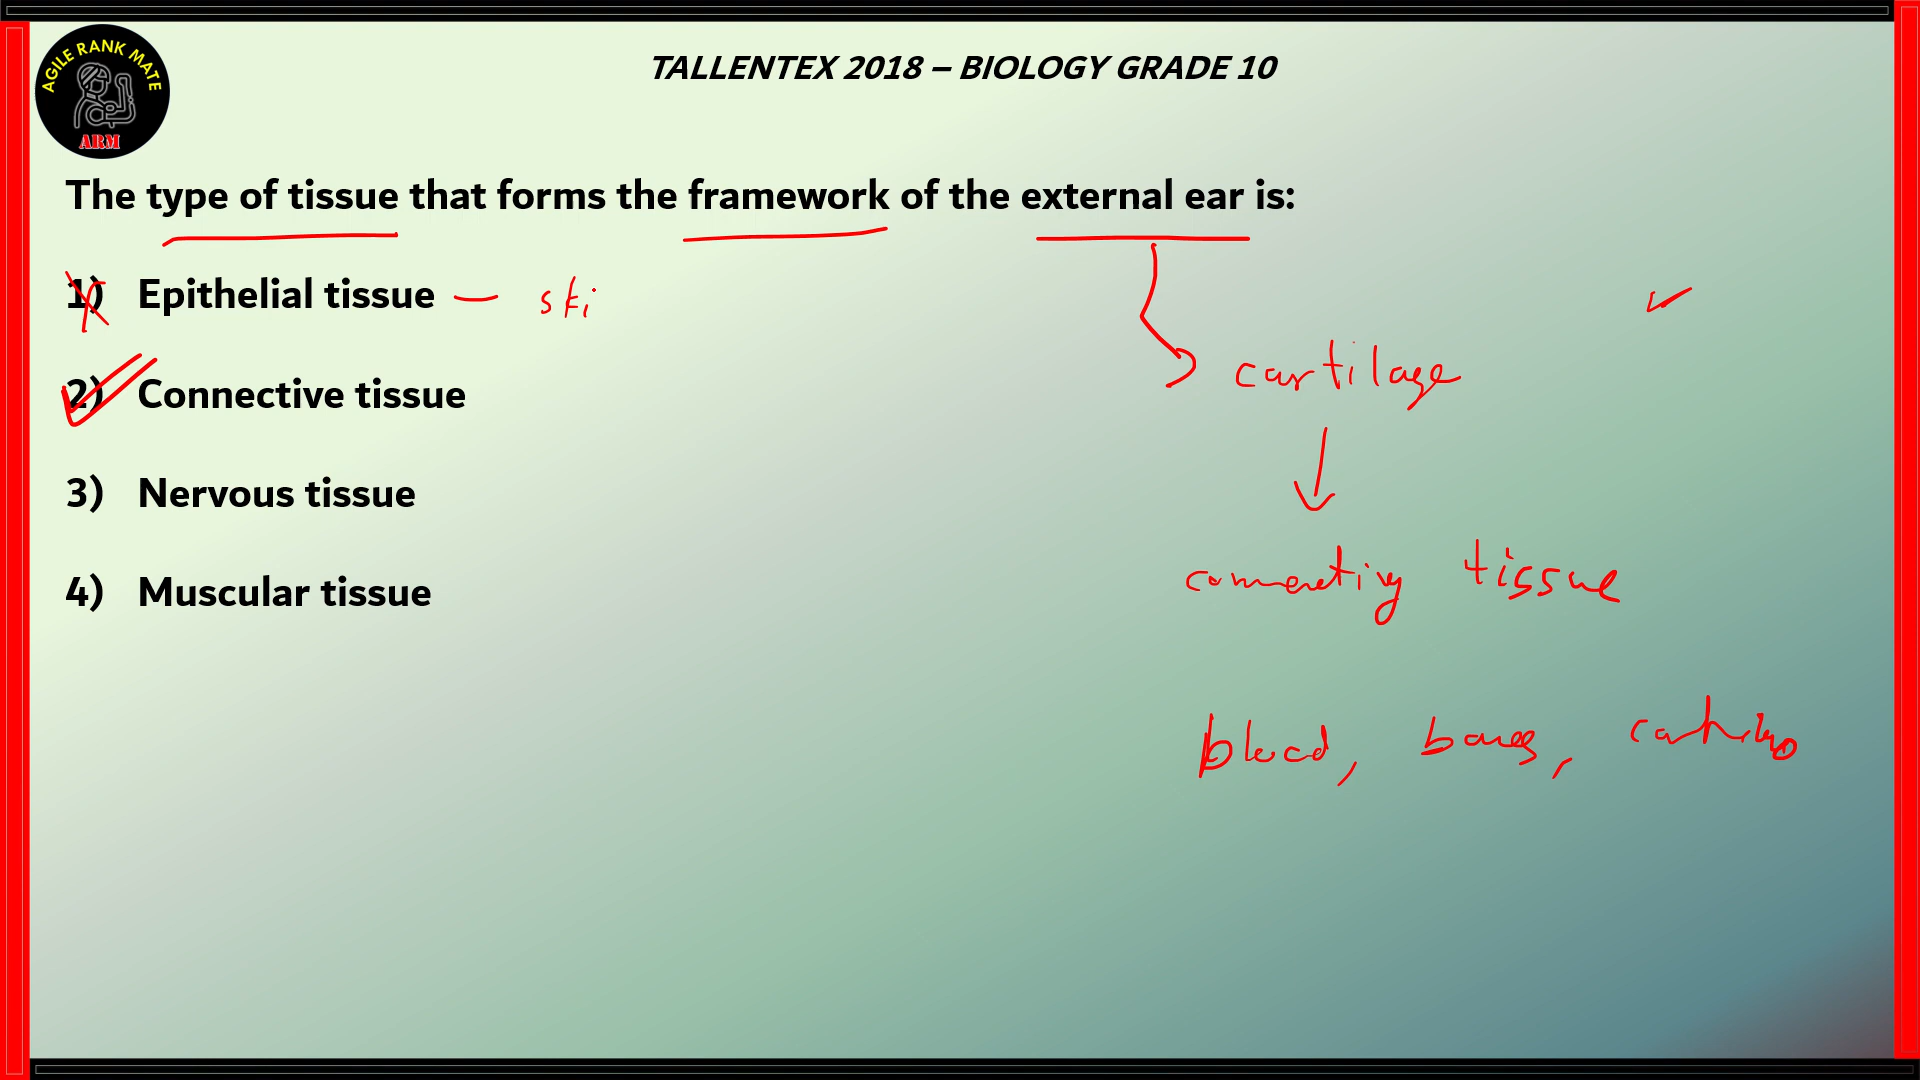 AGILE RANK MATE
ARM
TALLENTEX 2018 – BIOLOGY GRADE 10
The type of tissue that forms the framework of the external ear is:
1) Epithelial tissue — ski
2) Connective tissue
3) Nervous tissue
4) Muscular tissue
cartilage
tissue
blood, bones,